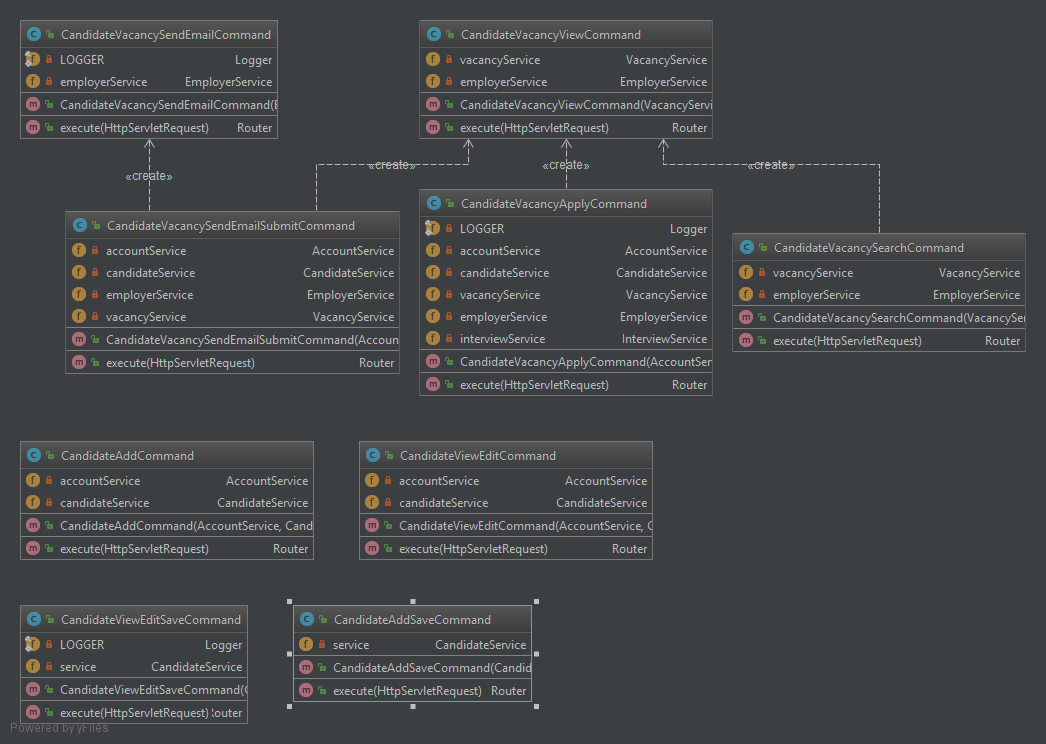 CandidateVacancySendEmailCommand
LOGGER Logger
employerService EmployerService
CandidateVacancySendEmailCommand(E
execute(HttpServletRequest) Router
CandidateVacancyViewCommand
vacancyService VacancyService
employerService EmployerService
CandidateVacancyViewCommand(VacancyServi
execute(HttpServletRequest) Router
«create»
«create»
«create»
«create»
CandidateVacancySendEmailSubmitCommand
accountService AccountService
candidateService CandidateService
employerService EmployerService
vacancyService VacancyService
CandidateVacancySendEmailSubmitCommand(Accoun
execute(HttpServletRequest) Router
CandidateVacancyApplyCommand
LOGGER Logger
accountService AccountService
candidateService CandidateService
vacancyService VacancyService
employerService EmployerService
interviewService InterviewService
CandidateVacancyApplyCommand(AccountSer
execute(HttpServletRequest) Router
CandidateVacancySearchCommand
vacancyService VacancyService
employerService EmployerService
CandidateVacancySearchCommand(VacancySer
execute(HttpServletRequest) Router
CandidateAddCommand
accountService AccountService
candidateService CandidateService
CandidateAddCommand(AccountService, Cand
execute(HttpServletRequest) Router
CandidateViewEditCommand
accountService AccountService
candidateService CandidateService
CandidateViewEditCommand(AccountService, C
execute(HttpServletRequest) Router
CandidateViewEditSaveCommand
LOGGER Logger
service CandidateService
CandidateViewEditSaveCommand(C
execute(HttpServletRequest) Router
CandidateAddSaveCommand
service CandidateService
CandidateAddSaveCommand(Candid
execute(HttpServletRequest) Router
Powered by yFiles